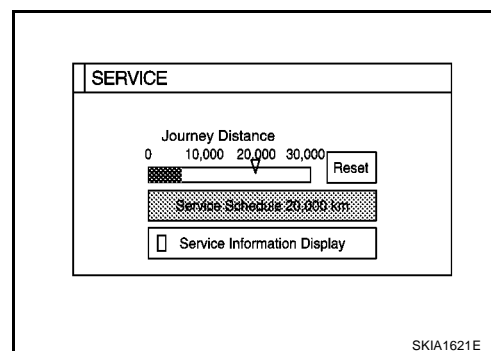 SERVICE
Journey Distance
0 10,000 20,000 30,000
Reset
Service Schedule 20,000 km
Service Information Display
SKIA1621E